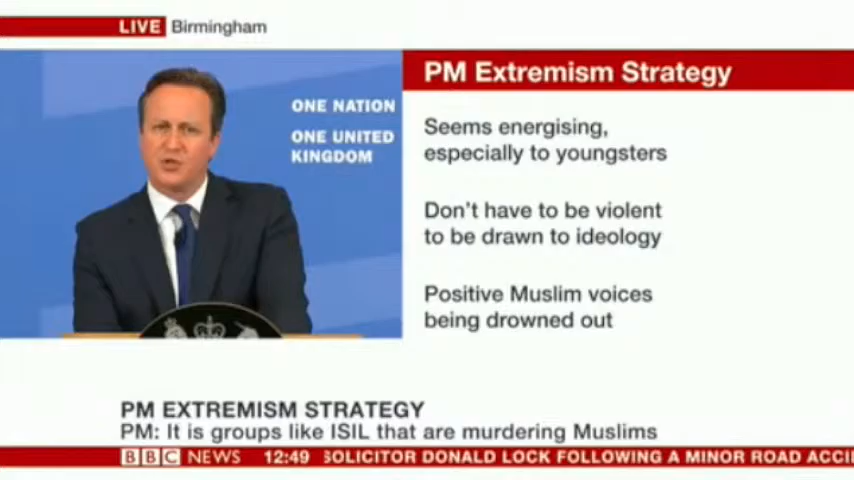 LIVE Birmingham
PM Extremism Strategy
ONE NATION
ONE UNITED
KINGDOM
Seems energising,
especially to youngsters
Don't have to be violent
to be drawn to ideology
Positive Muslim voices
being drowned out
PM EXTREMISM STRATEGY
PM: It is groups like ISIL that are murdering Muslims
BBC NEWS 12:49 SOLICITOR DONALD LOCK FOLLOWING A MINOR ROAD ACCI